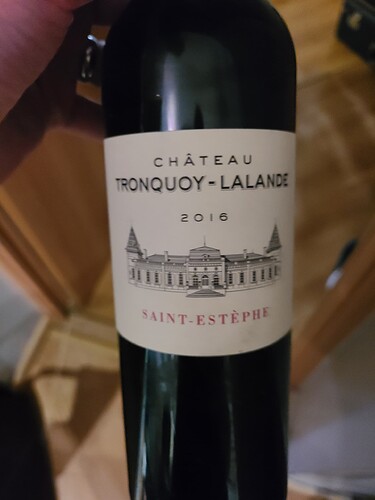 CHÂTEAU
TRONQUOY-LALANDE
2016
SAINT-ESTÈPHE